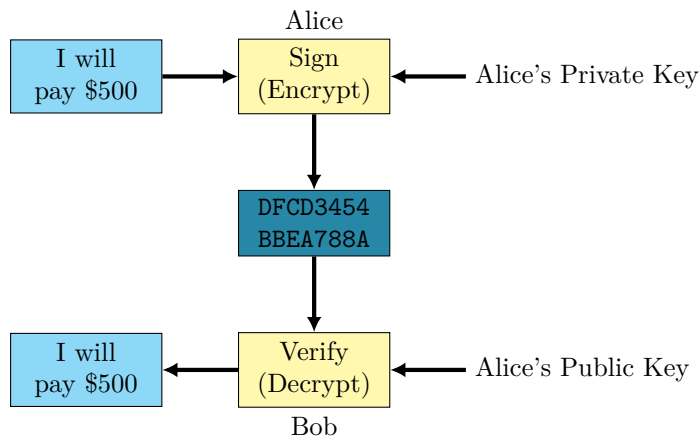 Alice
I will
pay $500
Sign
(Encrypt)
Alice's Private Key
DFCD3454
BBEA788A
I will
pay $500
Verify
(Decrypt)
Alice's Public Key
Bob